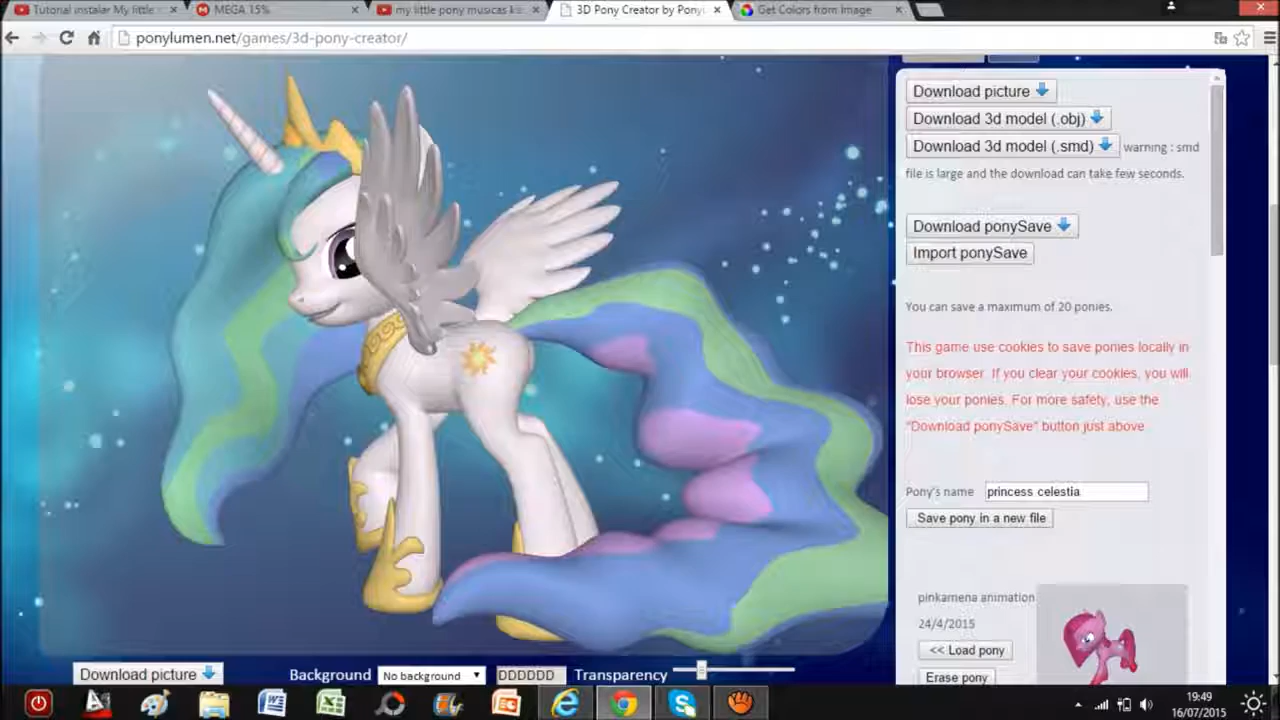 Tutorial instalar My little
MEGA 15%
my little pony musicas
3D Pony Creator by Pony
Get Colors from Image
ponylumen.net/games/3d-pony-creator/
Download picture
Download 3d model (.obj)
Download 3d model (.smd) warning : smd
file is large and the download can take few seconds.
Download ponySave
Import ponySave
You can save a maximum of 20 ponies.
This game use cookies to save ponies locally in
your browser. If you clear your cookies, you will
lose your ponies. For more safety, use the
"Download ponySave" button just above
Pony's name princess celestia
Save pony in a new file
pinkamena animation
24/4/2015
<< Load pony
Erase pony
Download picture Background No background DDDDDD Transparency
19:49
16/07/2015